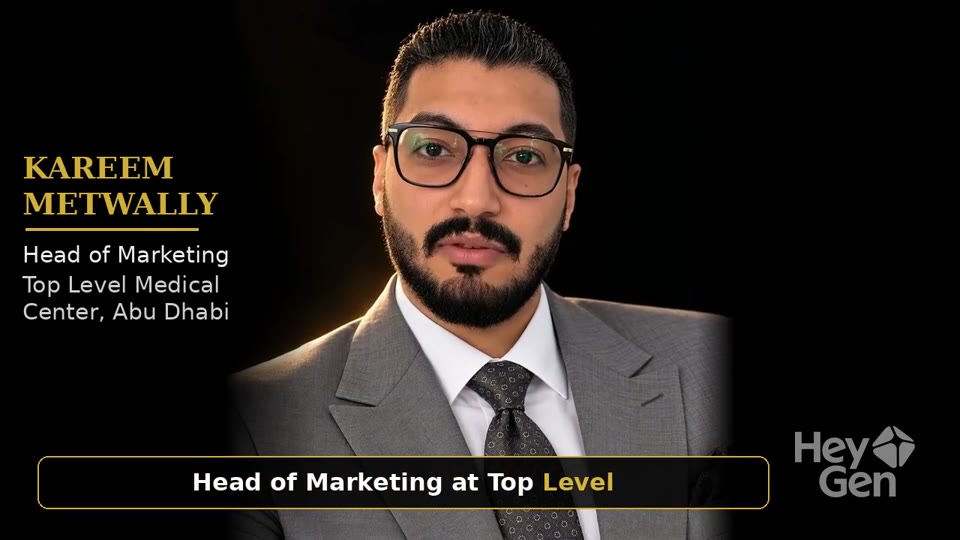 KAREEM
METWALLY
Head of Marketing
Top Level Medical
Center, Abu Dhabi
Head of Marketing at Top Level
Hey
Gen